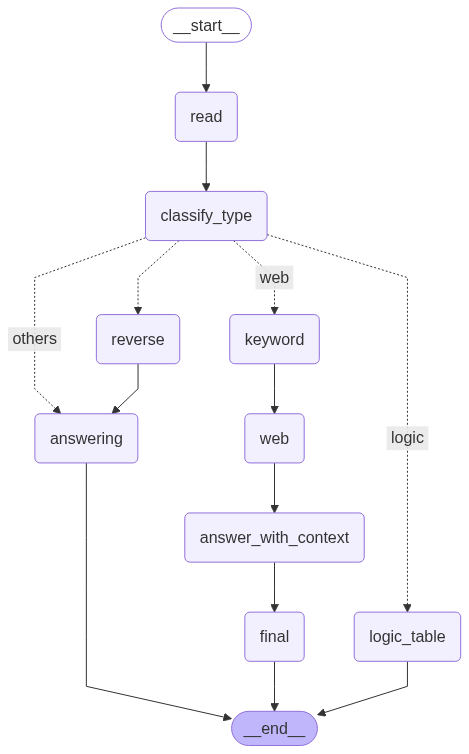 __start__
read
classify_type
web
others
reverse
keyword
answering
web
logic
answer_with_context
final
logic_table
__end__